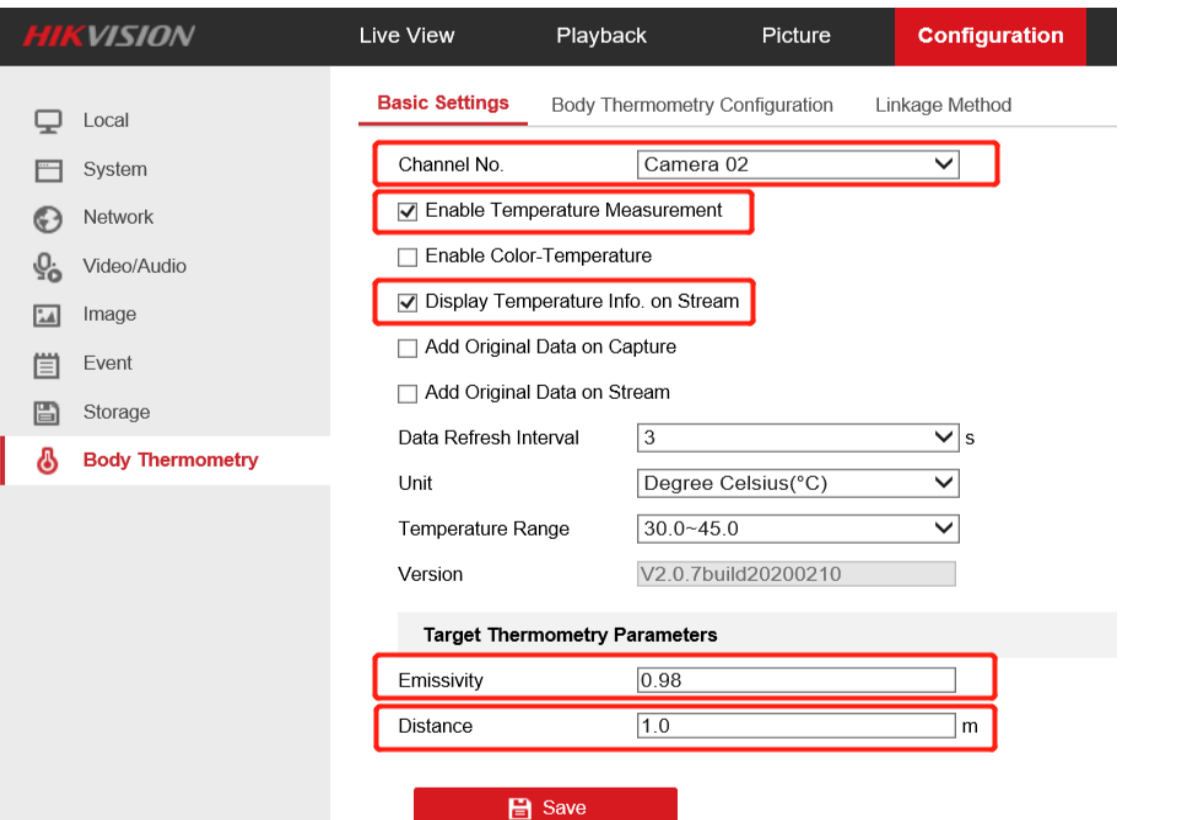 HIKVISION
Live View Playback Picture Configuration
Local
System
Network
Video/Audio
Image
Event
Storage
Body Thermometry
Basic Settings Body Thermometry Configuration Linkage Method
Channel No. Camera 02
Enable Temperature Measurement
Enable Color-Temperature
Display Temperature Info. on Stream
Add Original Data on Capture
Add Original Data on Stream
Data Refresh Interval 3 s
Unit Degree Celsius(°C)
Temperature Range 30.0~45.0
Version V2.0.7build20200210
Target Thermometry Parameters
Emissivity 0.98
Distance 1.0 m
Save